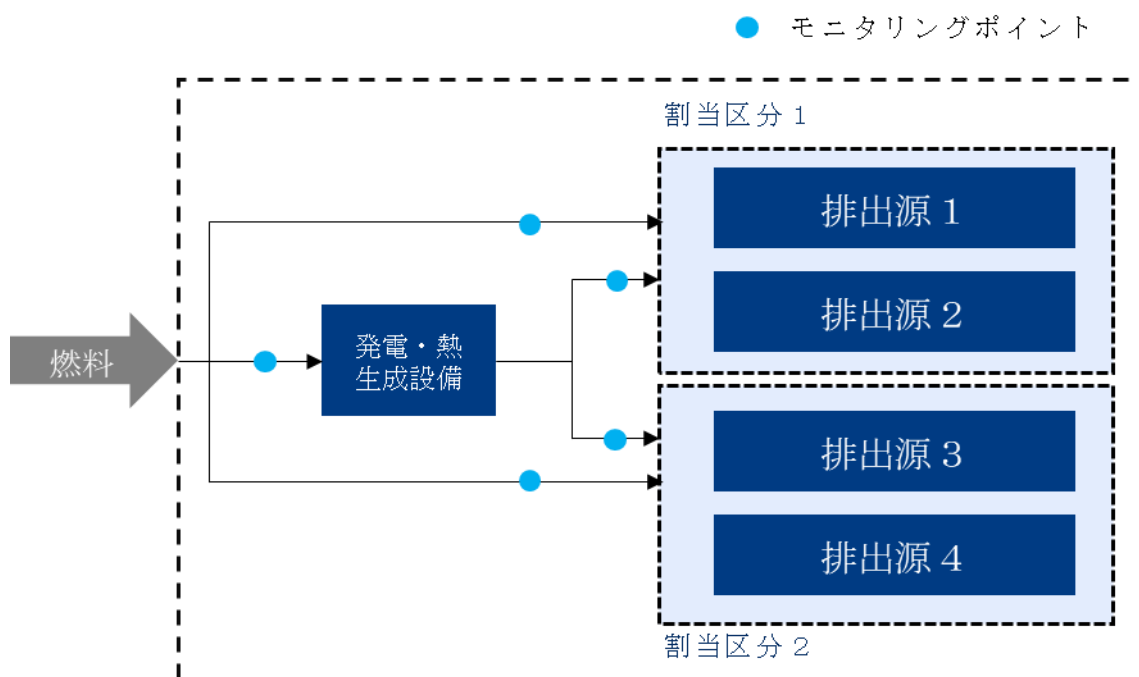 モニタリングポイント
割当区分1
排出源1
排出源2
燃料
発電・熱
生成設備
排出源3
排出源4
割当区分2